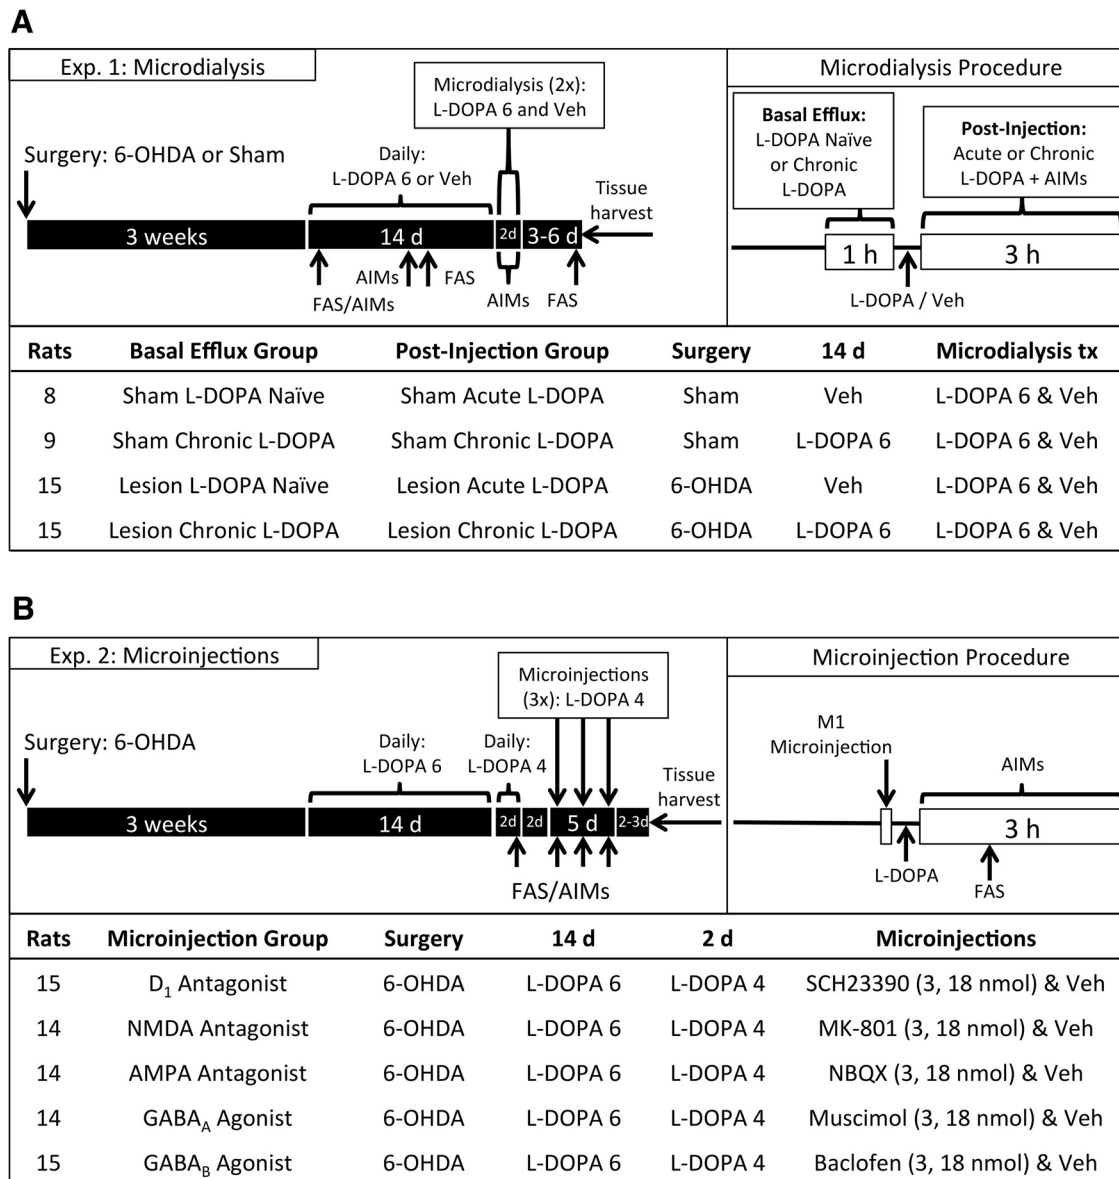 A
Exp. 1: Microdialysis
Microdialysis (2x):
L-DOPA 6 and Veh
Surgery: 6-OHDA or Sham
Daily:
L-DOPA 6 or Veh
Tissue
harvest
3 weeks
14 d
2d
3-6 d
AIMs
FAS
FAS/AIMs
AIMs
FAS
Microdialysis Procedure
Basal Efflux:
L-DOPA Naïve
or Chronic
L-DOPA
Post-Injection:
Acute or Chronic
L-DOPA + AIMs
1 h
3 h
L-DOPA / Veh
Rats Basal Efflux Group Post-Injection Group Surgery 14 d Microdialysis tx
8 Sham L-DOPA Naïve Sham Acute L-DOPA Sham Veh L-DOPA 6 & Veh
9 Sham Chronic L-DOPA Sham Chronic L-DOPA Sham L-DOPA 6 L-DOPA 6 & Veh
15 Lesion L-DOPA Naïve Lesion Acute L-DOPA 6-OHDA Veh L-DOPA 6 & Veh
15 Lesion Chronic L-DOPA Lesion Chronic L-DOPA 6-OHDA L-DOPA 6 L-DOPA 6 & Veh
B
Exp. 2: Microinjections
Microinjections
(3x): L-DOPA 4
Surgery: 6-OHDA
Daily:
L-DOPA 6
Daily:
L-DOPA 4
Tissue
harvest
3 weeks
14 d
2d
2d
5 d
2-3d
FAS/AIMs
Microinjection Procedure
M1
Microinjection
AIMs
3 h
L-DOPA
FAS
Rats Microinjection Group Surgery 14 d 2 d Microinjections
15 D1 Antagonist 6-OHDA L-DOPA 6 L-DOPA 4 SCH23390 (3, 18 nmol) & Veh
14 NMDA Antagonist 6-OHDA L-DOPA 6 L-DOPA 4 MK-801 (3, 18 nmol) & Veh
14 AMPA Antagonist 6-OHDA L-DOPA 6 L-DOPA 4 NBQX (3, 18 nmol) & Veh
14 GABAA Agonist 6-OHDA L-DOPA 6 L-DOPA 4 Muscimol (3, 18 nmol) & Veh
15 GABAB Agonist 6-OHDA L-DOPA 6 L-DOPA 4 Baclofen (3, 18 nmol) & Veh